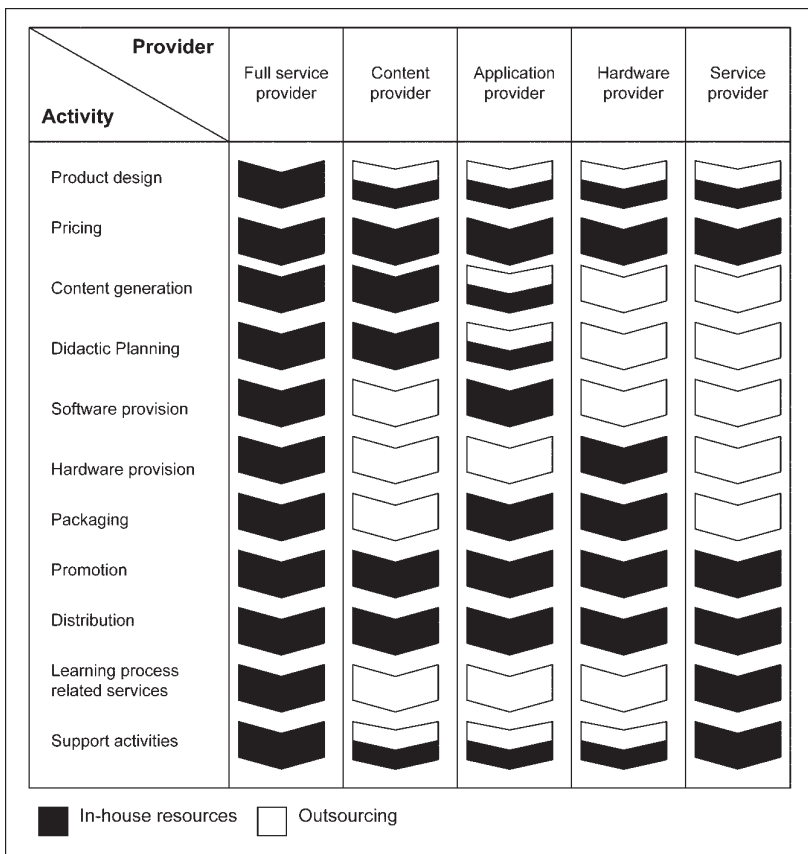 Provider
Activity
Full service
provider
Content
provider
Application
provider
Hardware
provider
Service
provider
Product design
Pricing
Content generation
Didactic Planning
Software provision
Hardware provision
Packaging
Promotion
Distribution
Learning process
related services
Support activities
In-house resources
Outsourcing